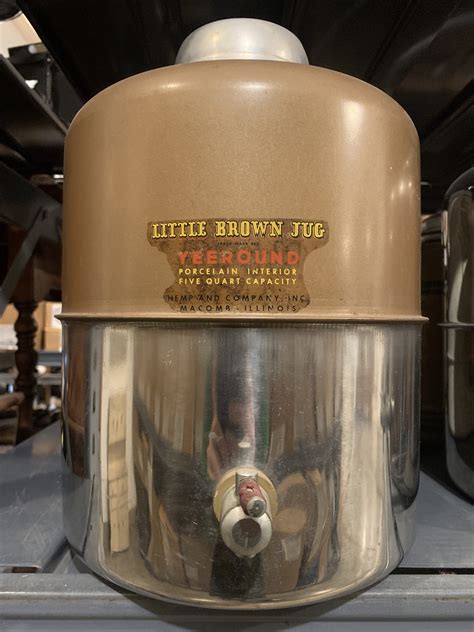 LITTLE BROWN JUG
TRADE MARK REG.
YEEROUND
PORCELAIN INTERIOR
FIVE QUART CAPACITY
HEMP AND COMPANY, INC.
MACOMB - ILLINOIS